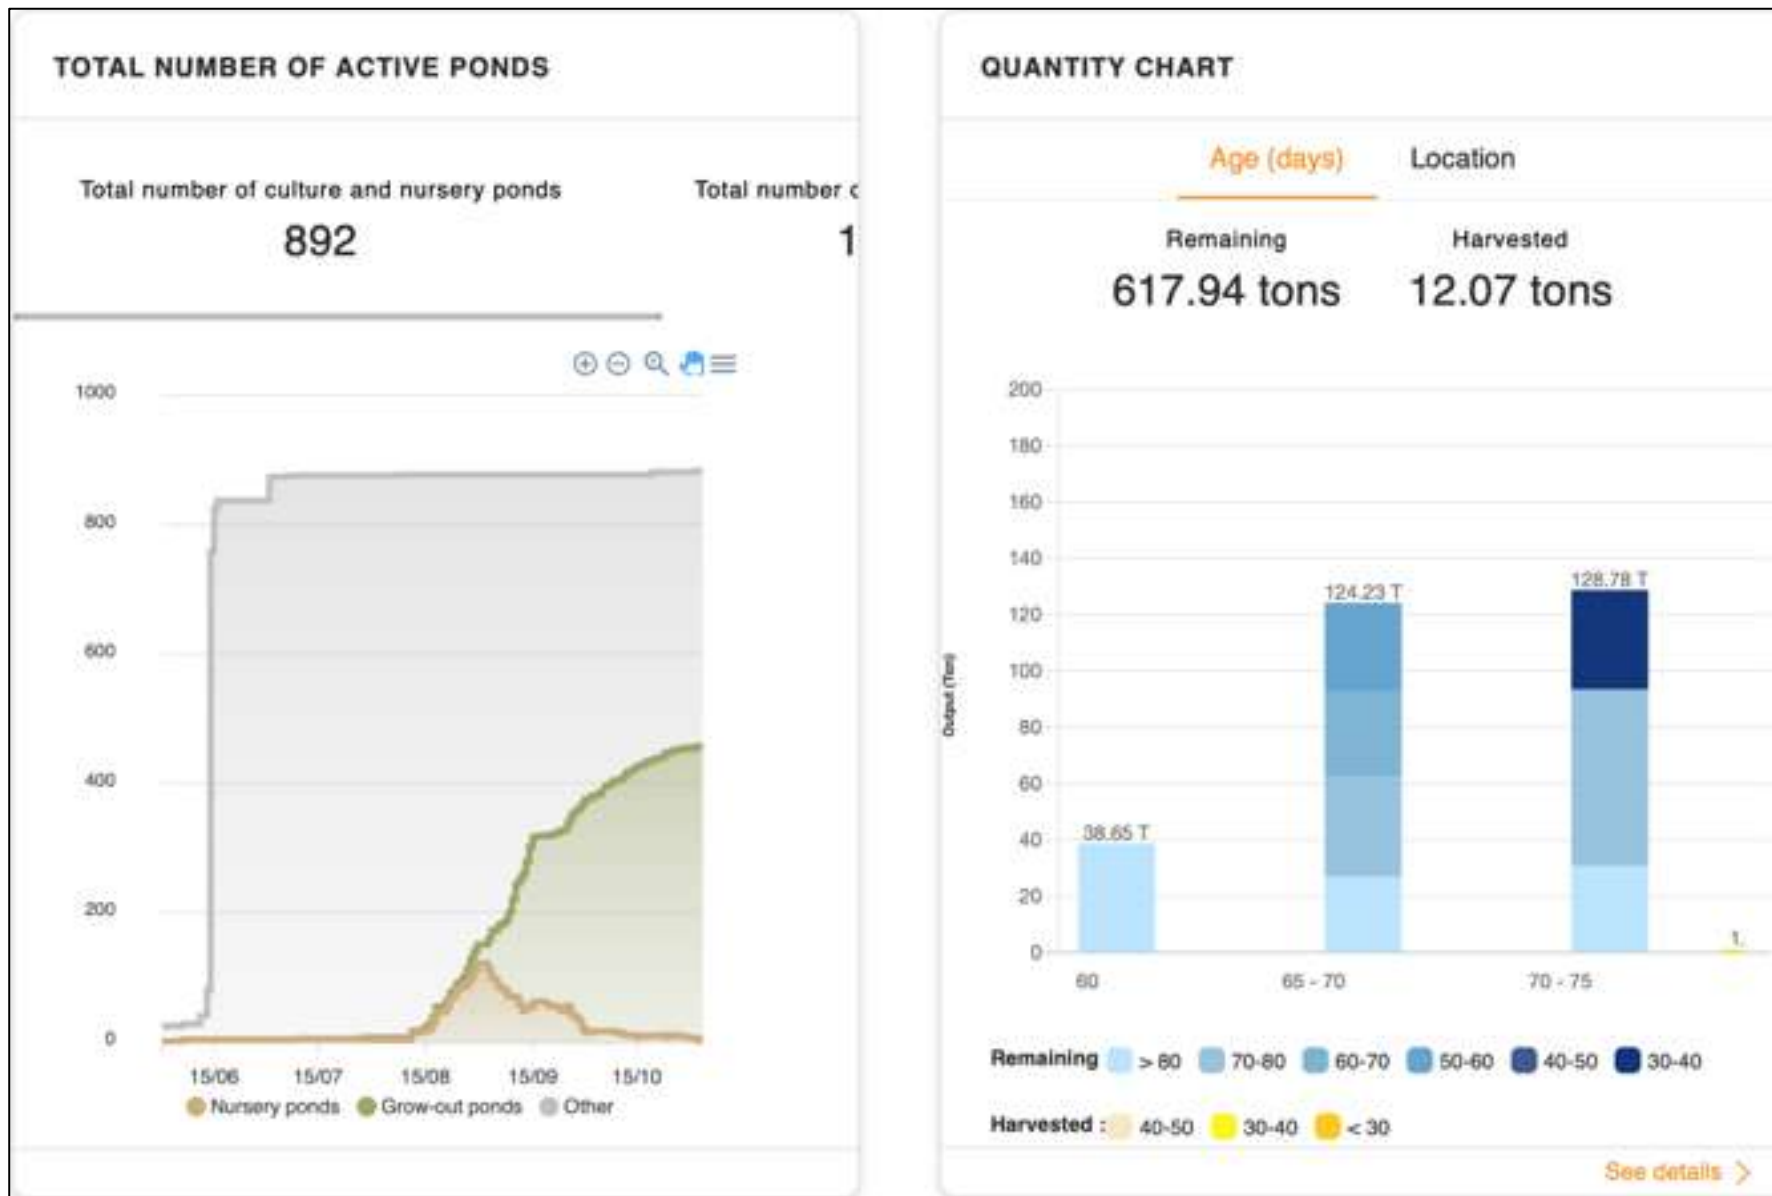 TOTAL NUMBER OF ACTIVE PONDS
Total number of culture and nursery ponds
892
Total number
1
1000
800
600
400
200
0
15/06 15/07 15/08 15/09 15/10
Nursery ponds Grow-out ponds Other
QUANTITY CHART
Age (days) Location
Remaining Harvested
617.94 tons 12.07 tons
200
180
160
140
120
100
80
60
40
20
0
Output (Ton)
38.65 T
124.23 T
128.78 T
1.
60 65 - 70 70 - 75
Remaining > 80 70-80 60-70 50-60 40-50 30-40
Harvested : 40-50 30-40 < 30
See details >